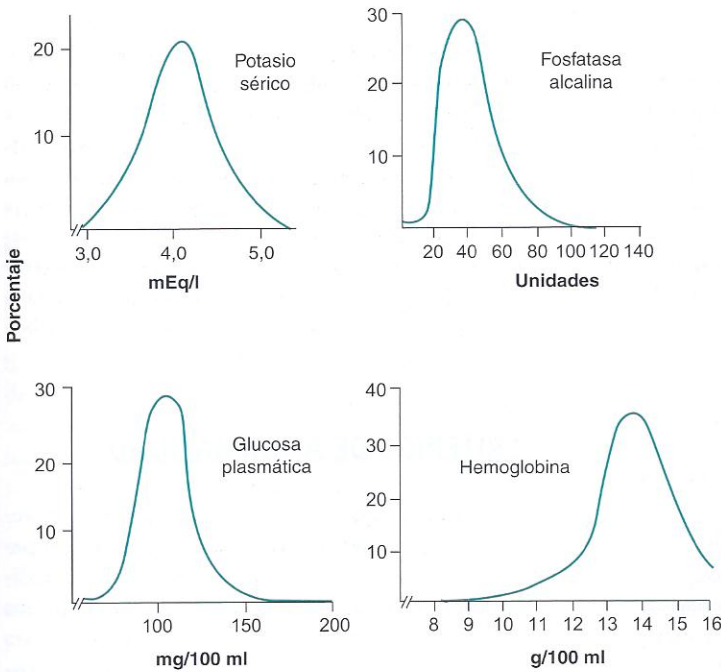 Porcentaje
20
10
Potasio
sérico
3,0 4,0 5,0
mEq/l
30
20
10
Fosfatasa
alcalina
20 40 60 80 100 120 140
Unidades
30
20
10
Glucosa
plasmática
100 150 200
mg/100 ml
40
30
20
10
Hemoglobina
8 9 10 11 12 13 14 15 16
g/100 ml